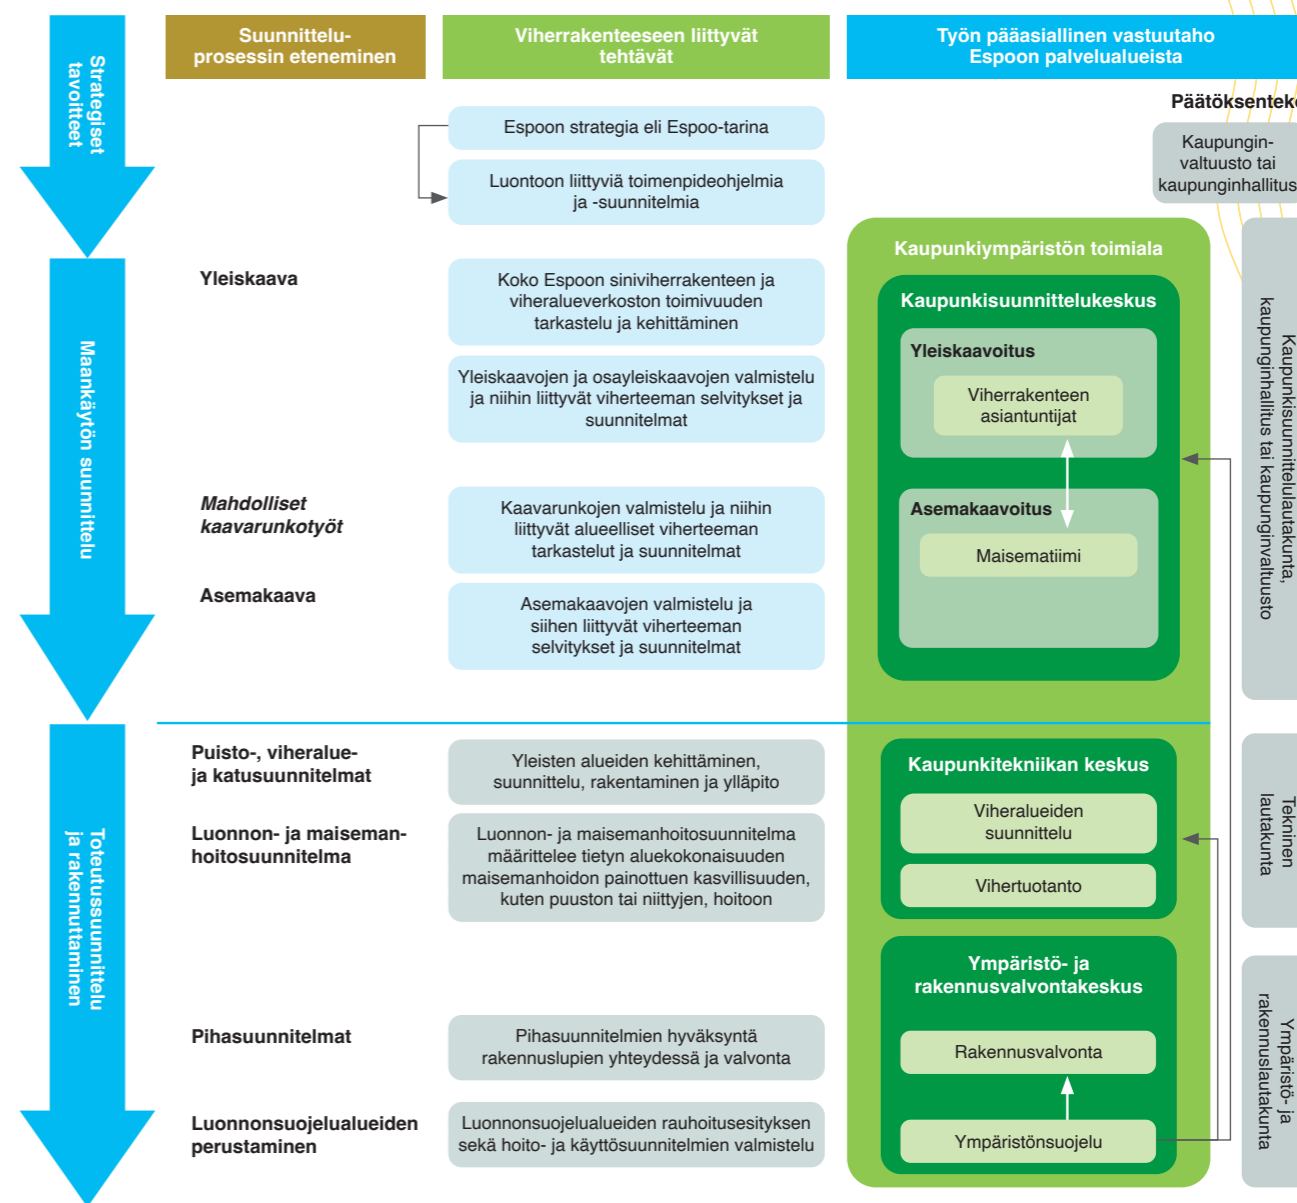 Strategiset
tavoitteet
Maankäytön suunnittelu
Toteutussuunnittelu
ja rakennuttaminen
Suunnittelu-
prosessin eteneminen
Yleiskaava
Mahdolliset
kaavarunkotyöt
Asemakaava
Puisto-, viheralue-
ja katusuunnitelmat
Luonnon- ja maiseman-
hoitosuunnitelma
Pihasuunnitelmat
Luonnonsuojelualueiden
perustaminen
Viherrakenteeseen liittyvät
tehtävät
Espoon strategia eli Espoo-tarina
Luontoon liittyviä toimenpideohjelmia
ja -suunnitelmia
Koko Espoon siniviherrakenteen ja
viheralueverkoston toimivuuden
tarkastelu ja kehittäminen
Yleiskaavojen ja osayleiskaavojen valmistelu
ja niihin liittyvät viherteeman selvitykset ja
suunnitelmat
Kaavarunkojen valmistelu ja niihin
liittyvät alueelliset viherteeman
tarkastelut ja suunnitelmat
Asemakaavojen valmistelu ja
siihen liittyvät viherteeman
selvitykset ja suunnitelmat
Yleisten alueiden kehittäminen,
suunnittelu, rakentaminen ja ylläpito
Luonnon- ja maisemanhoitosuunnitelma
määrittelee tietyn aluekokonaisuuden
maisemanhoidon painottuen kasvillisuuden,
kuten puuston tai niittyjen, hoitoon
Pihasuunnitelmien hyväksyntä
rakennuslupien yhteydessä ja valvonta
Luonnonsuojelualueiden rauhoitusesityksen
sekä hoito- ja käyttösuunnitelmien valmistelu
Työn pääasiallinen vastuutaho
Espoon palvelualueista
Kaupunkiympäristön toimiala
Kaupunkisuunnittelukeskus
Yleiskaavoitus
Viherrakenteen
asiantuntijat
Asemakaavoitus
Maisematiimi
Kaupunkitekniikan keskus
Viheralueiden
suunnittelu
Vihertuotanto
Ympäristö- ja
rakennusvalvontakeskus
Rakennusvalvonta
Ympäristönsuojelu
Päätöksenteko
Kaupungin-
valtuusto tai
kaupunginhallitus
Kaupunkisuunnittelulautakunta,
kaupunginhallitus tai kaupunginvaltuusto
Tekninen
lautakunta
Ympäristö- ja
rakennuslautakunta